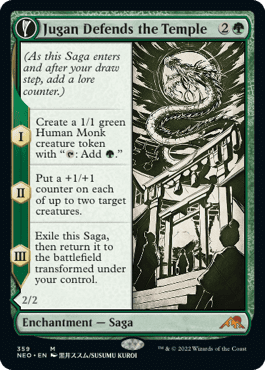 Jugan Defends the Temple 2
(As this Saga enters
and after your draw
step, add a lore
counter.)
I
Create a 1/1 green
Human Monk
creature token
with “: Add .”
II
Put a +1/+1
counter on each
of up to two target
creatures.
III
Exile this Saga,
then return it to
the battlefield
transformed under
your control.
2/2
Enchantment — Saga
359 M
NEO • EN 黒井ススム/SUSUMU KUROI
™ & © 2022 Wizards of the Coast